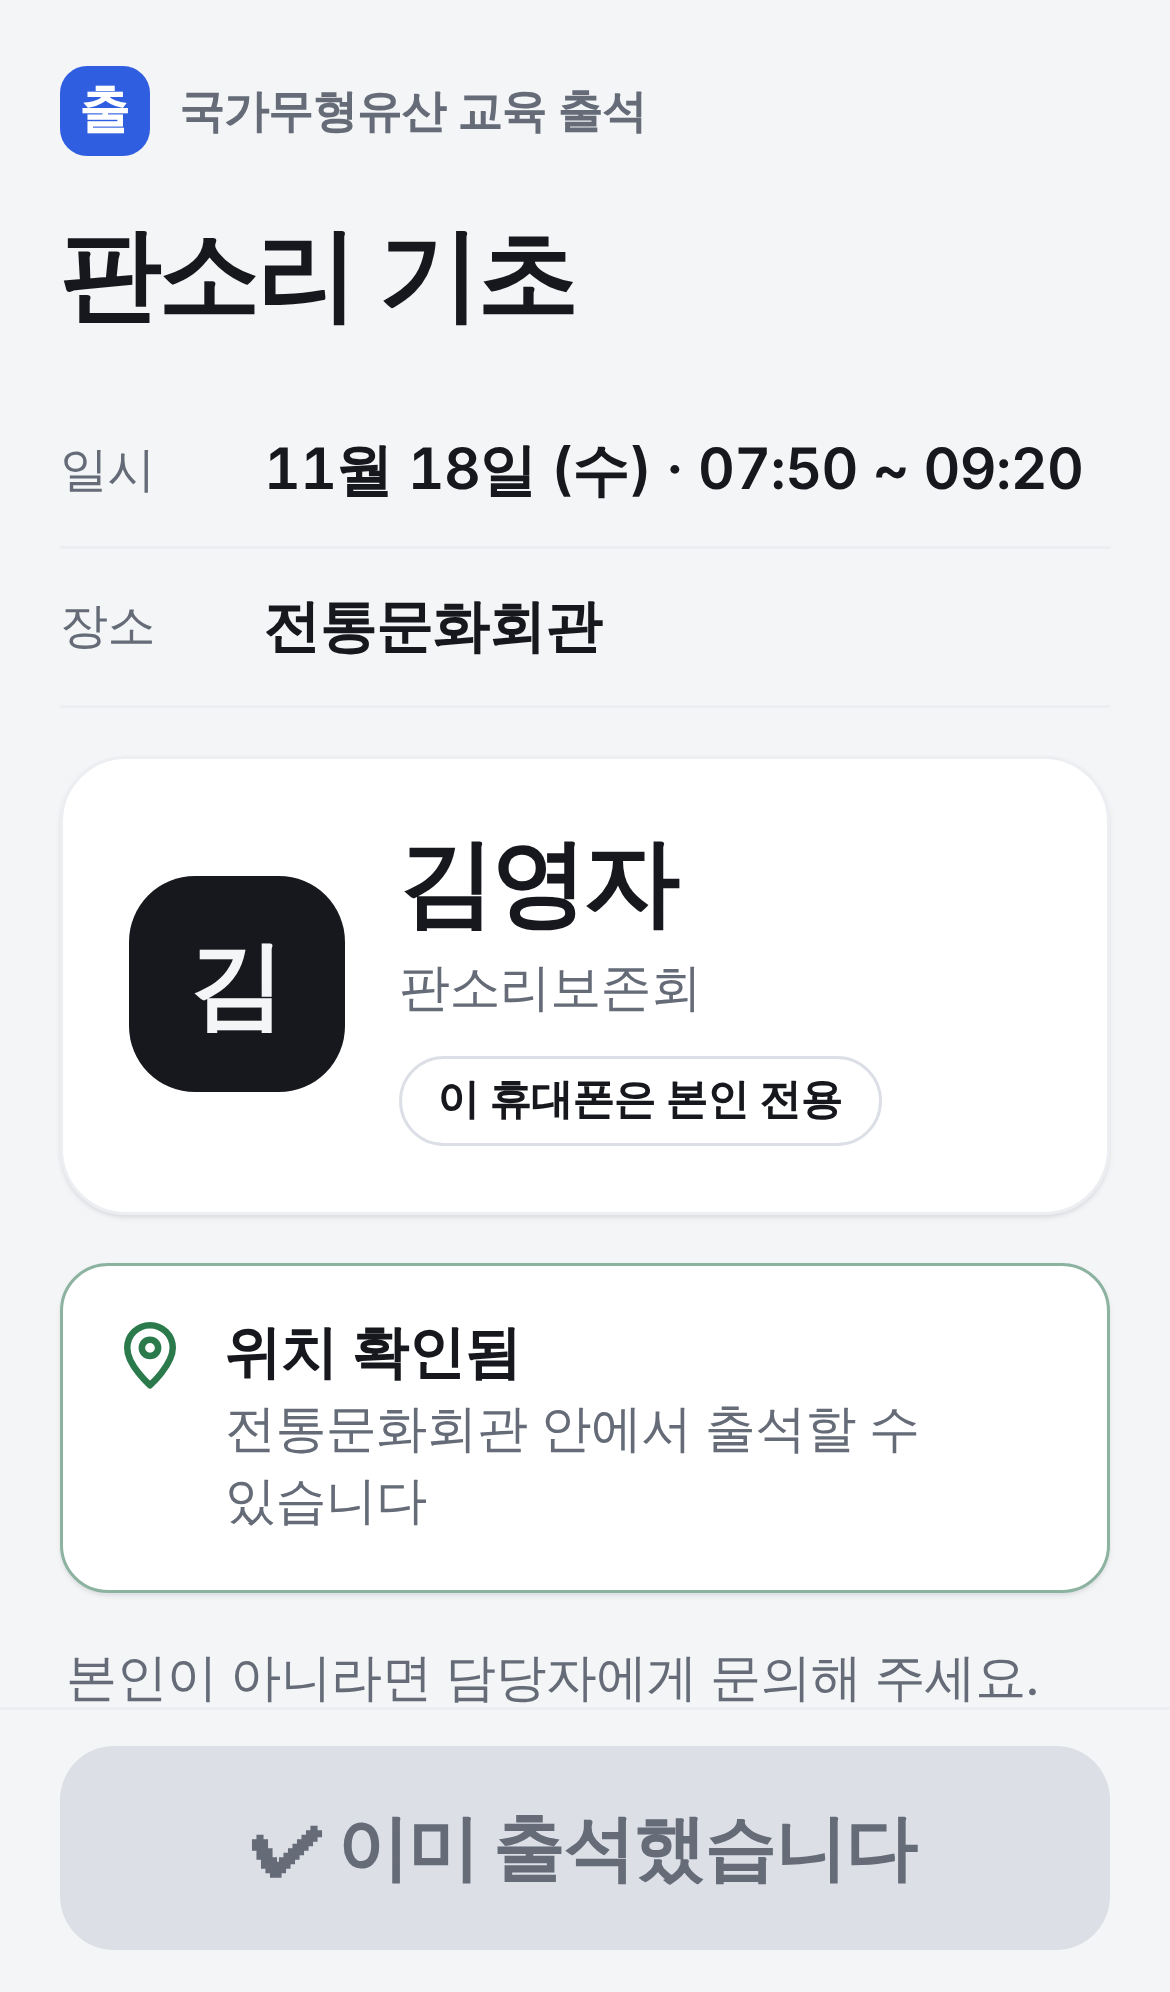 출
국가무형유산 교육 출석
판소리 기초
일시 11월 18일 (수) · 07:50 ~ 09:20
장소 전통문화회관
김
김영자
판소리보존회
이 휴대폰은 본인 전용
위치 확인됨
전통문화회관 안에서 출석할 수
있습니다
본인이 아니라면 담당자에게 문의해 주세요.
✔ 이미 출석했습니다